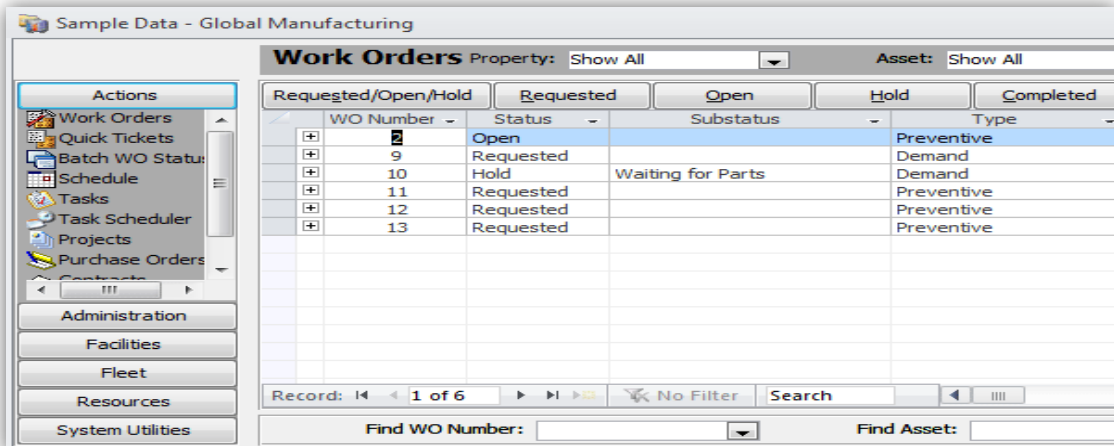 Sample Data - Global Manufacturing
Work Orders Property: Show All Asset: Show All
Actions
Work Orders
Quick Tickets
Batch WO Statu
Schedule
Tasks
Task Scheduler
Projects
Purchase Orders
Contracts
Administration
Facilities
Fleet
Resources
System Utilities
Requested/Open/Hold Requested Open Hold Completed
WO Number Status Substatus Type
2 Open Preventive
9 Requested Demand
10 Hold Waiting for Parts Demand
11 Requested Preventive
12 Requested Preventive
13 Requested Preventive
Record: 1 of 6 No Filter Search
Find WO Number: Find Asset: